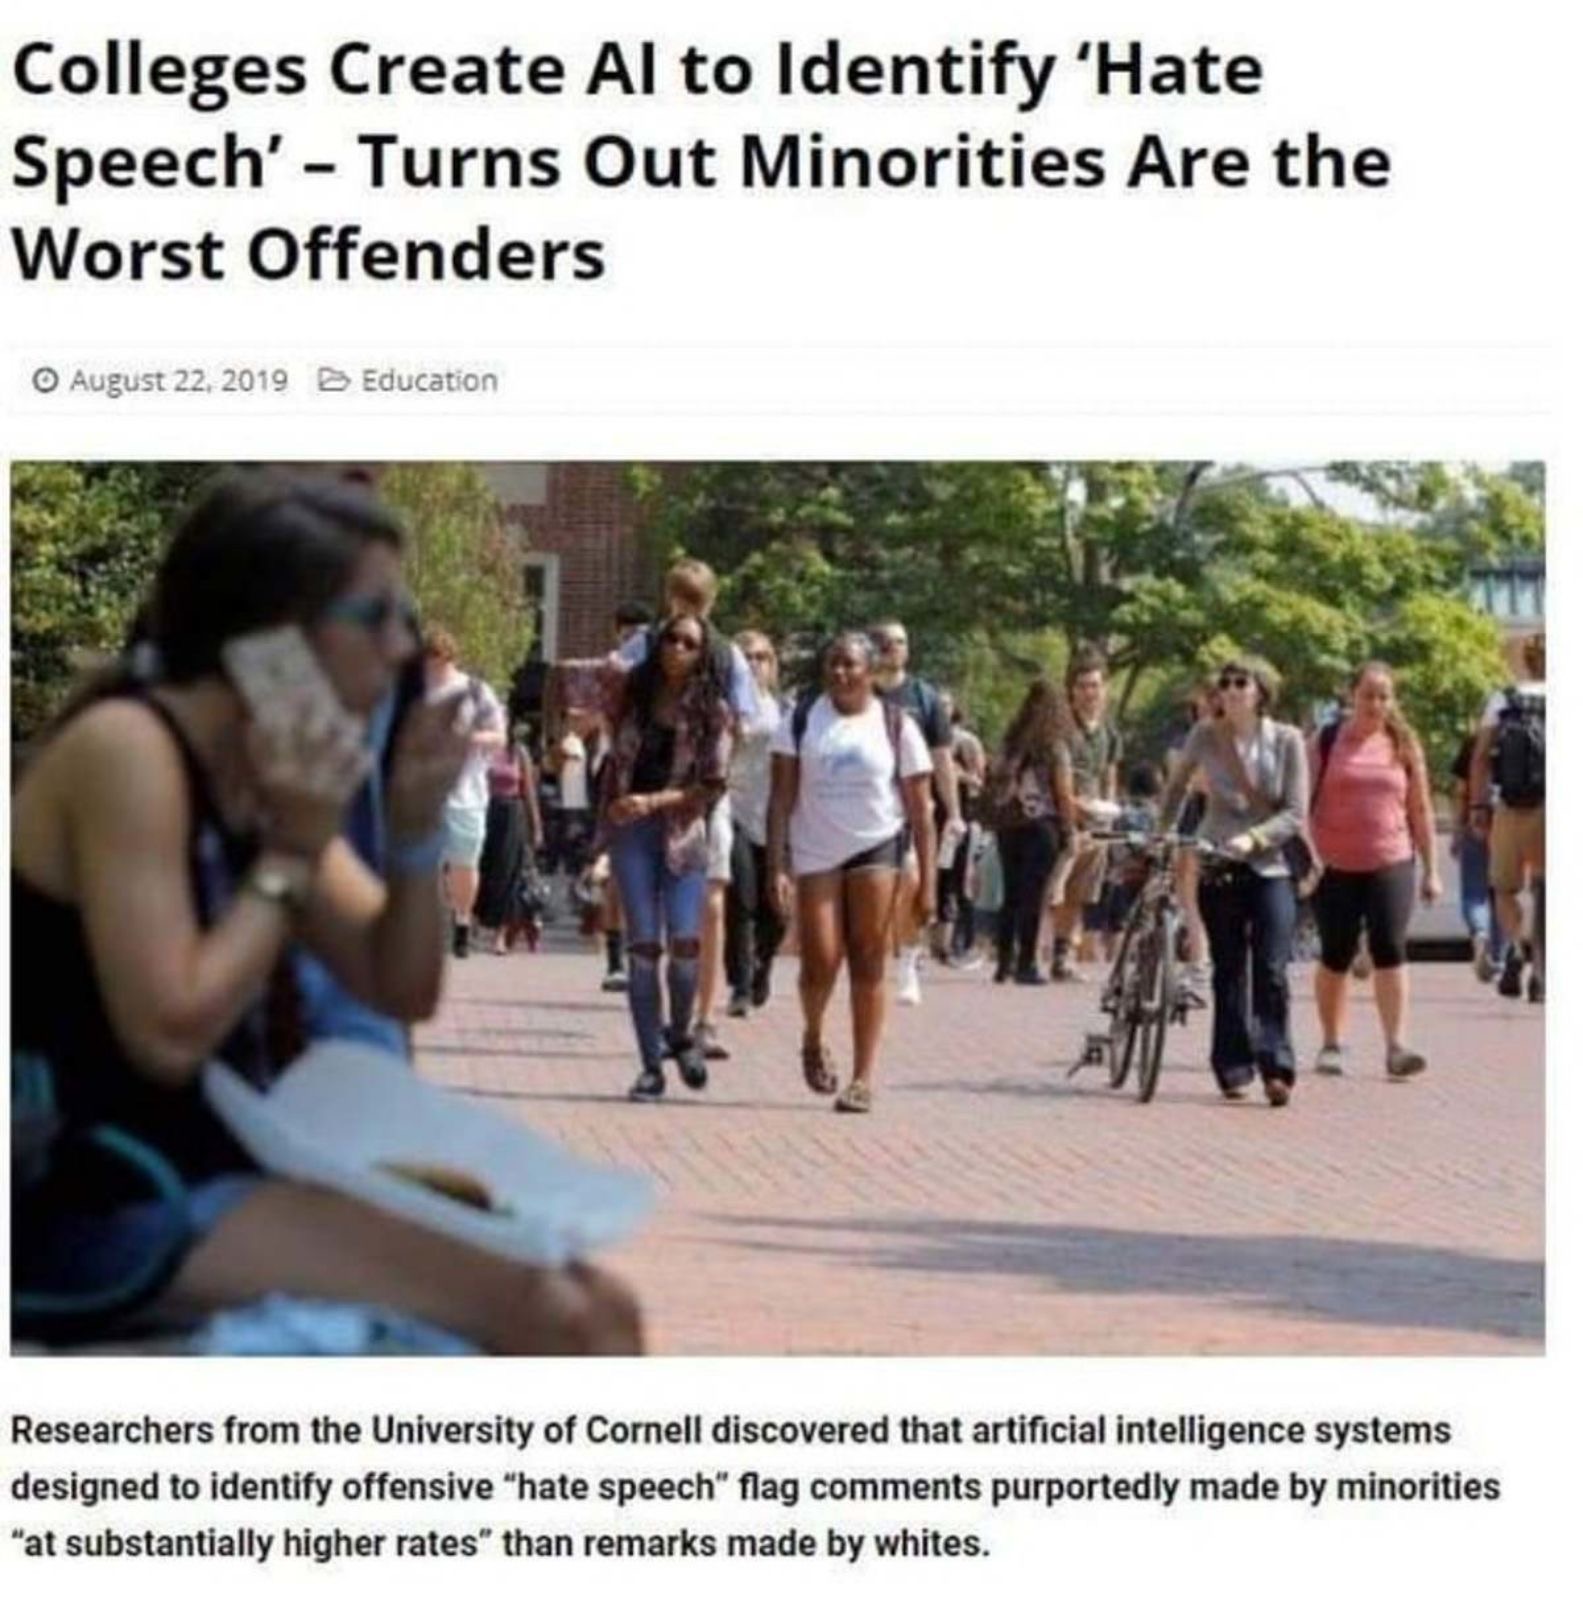 Colleges Create AI to Identify ‘Hate
Speech’ – Turns Out Minorities Are the
Worst Offenders
August 22, 2019 Education
Researchers from the University of Cornell discovered that artificial intelligence systems
designed to identify offensive “hate speech” flag comments purportedly made by minorities
“at substantially higher rates” than remarks made by whites.